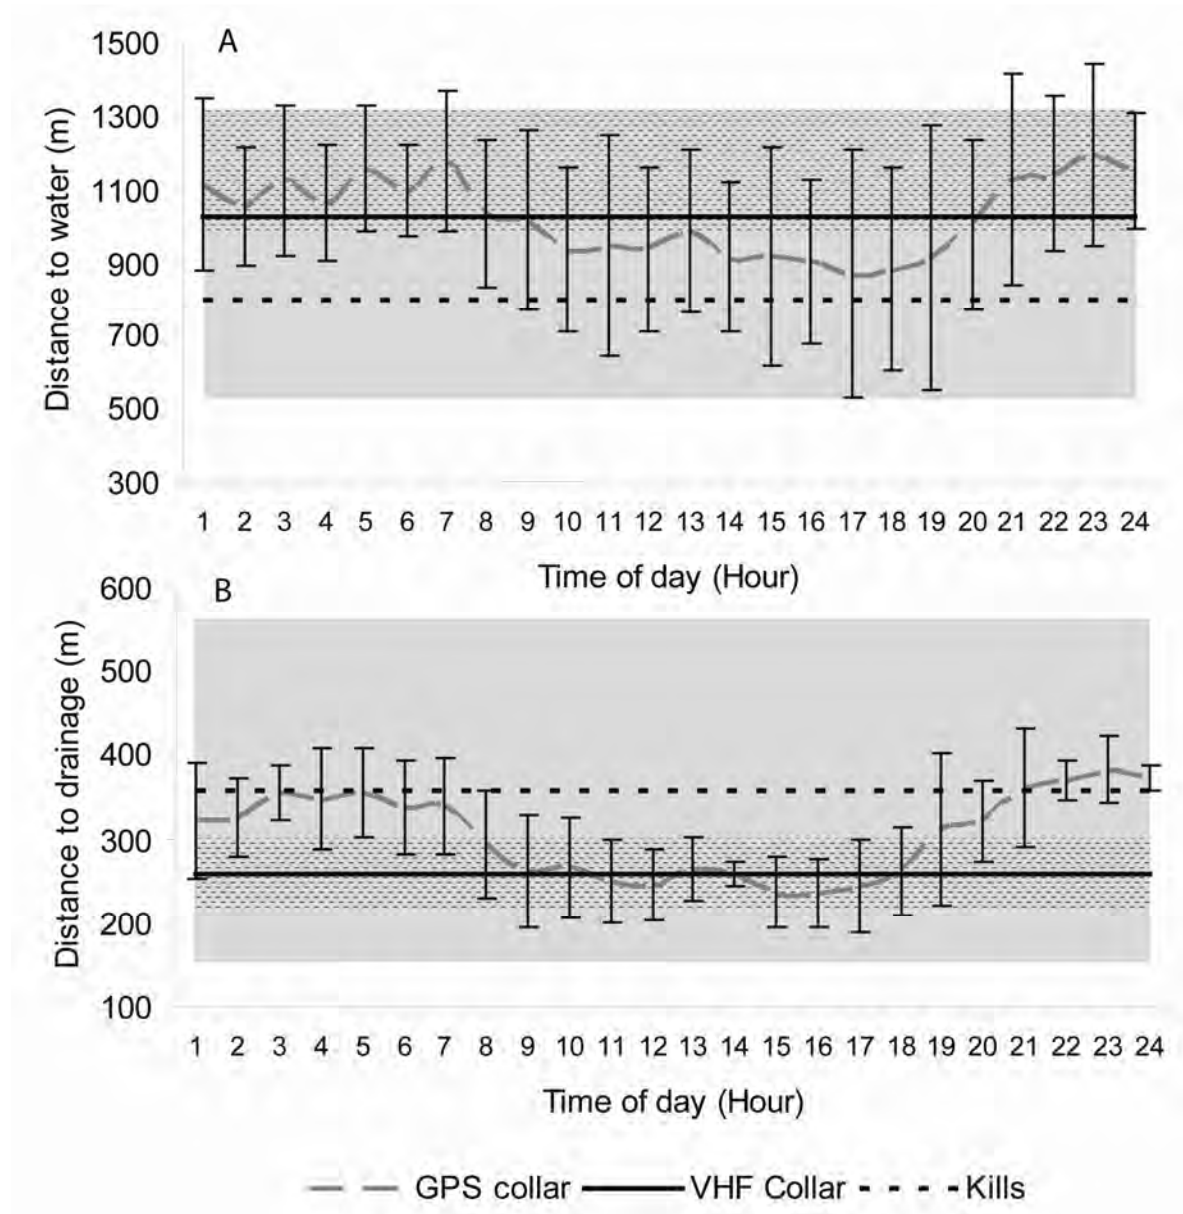 A
Distance to water (m)
1500
1300
1100
900
700
500
300
1 2 3 4 5 6 7 8 9 10 11 12 13 14 15 16 17 18 19 20 21 22 23 24
Time of day (Hour)
B
Distance to drainage (m)
600
500
400
300
200
100
1 2 3 4 5 6 7 8 9 10 11 12 13 14 15 16 17 18 19 20 21 22 23 24
Time of day (Hour)
GPS collar VHF Collar Kills